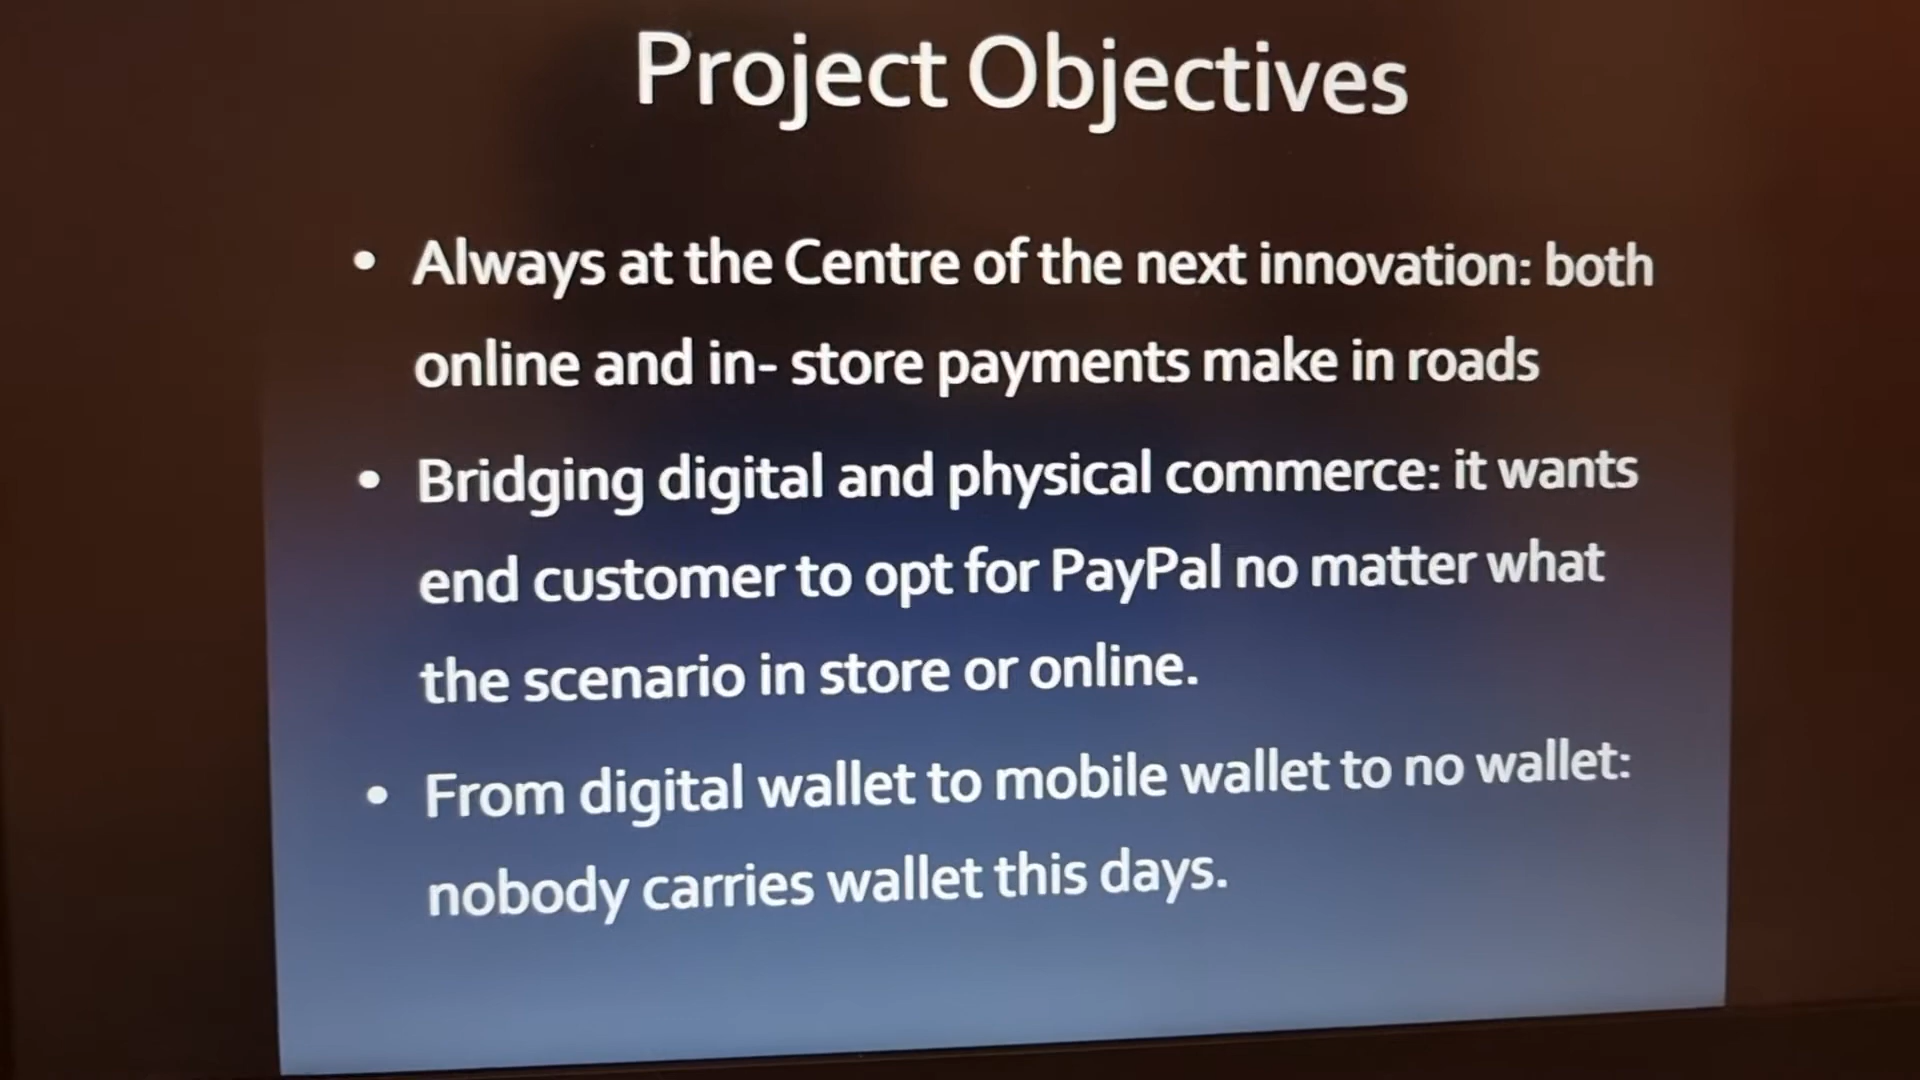 Project Objectives
• Always at the Centre of the next innovation: both
online and in- store payments make in roads
• Bridging digital and physical commerce: it wants
end customer to opt for PayPal no matter what
the scenario in store or online.
• From digital wallet to mobile wallet to no wallet:
nobody carries wallet this days.